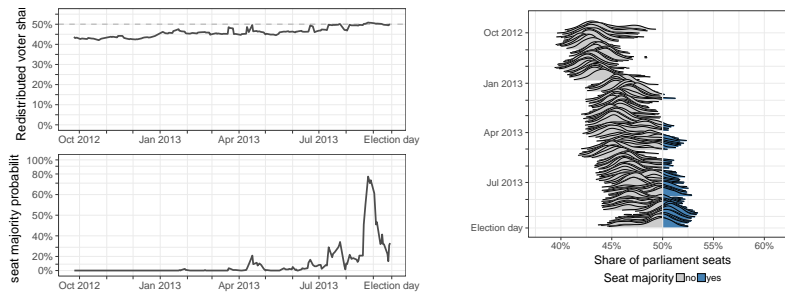 Redistributed voter shar
50%
40%
30%
20%
10%
0%
Oct 2012 Jan 2013 Apr 2013 Jul 2013 Election day
seat majority probabilit
100%
80%
60%
40%
20%
0%
Oct 2012 Jan 2013 Apr 2013 Jul 2013 Election day
Oct 2012
Jan 2013
Apr 2013
Jul 2013
Election day
40% 45% 50% 55% 60%
Share of parliament seats
Seat majority no yes